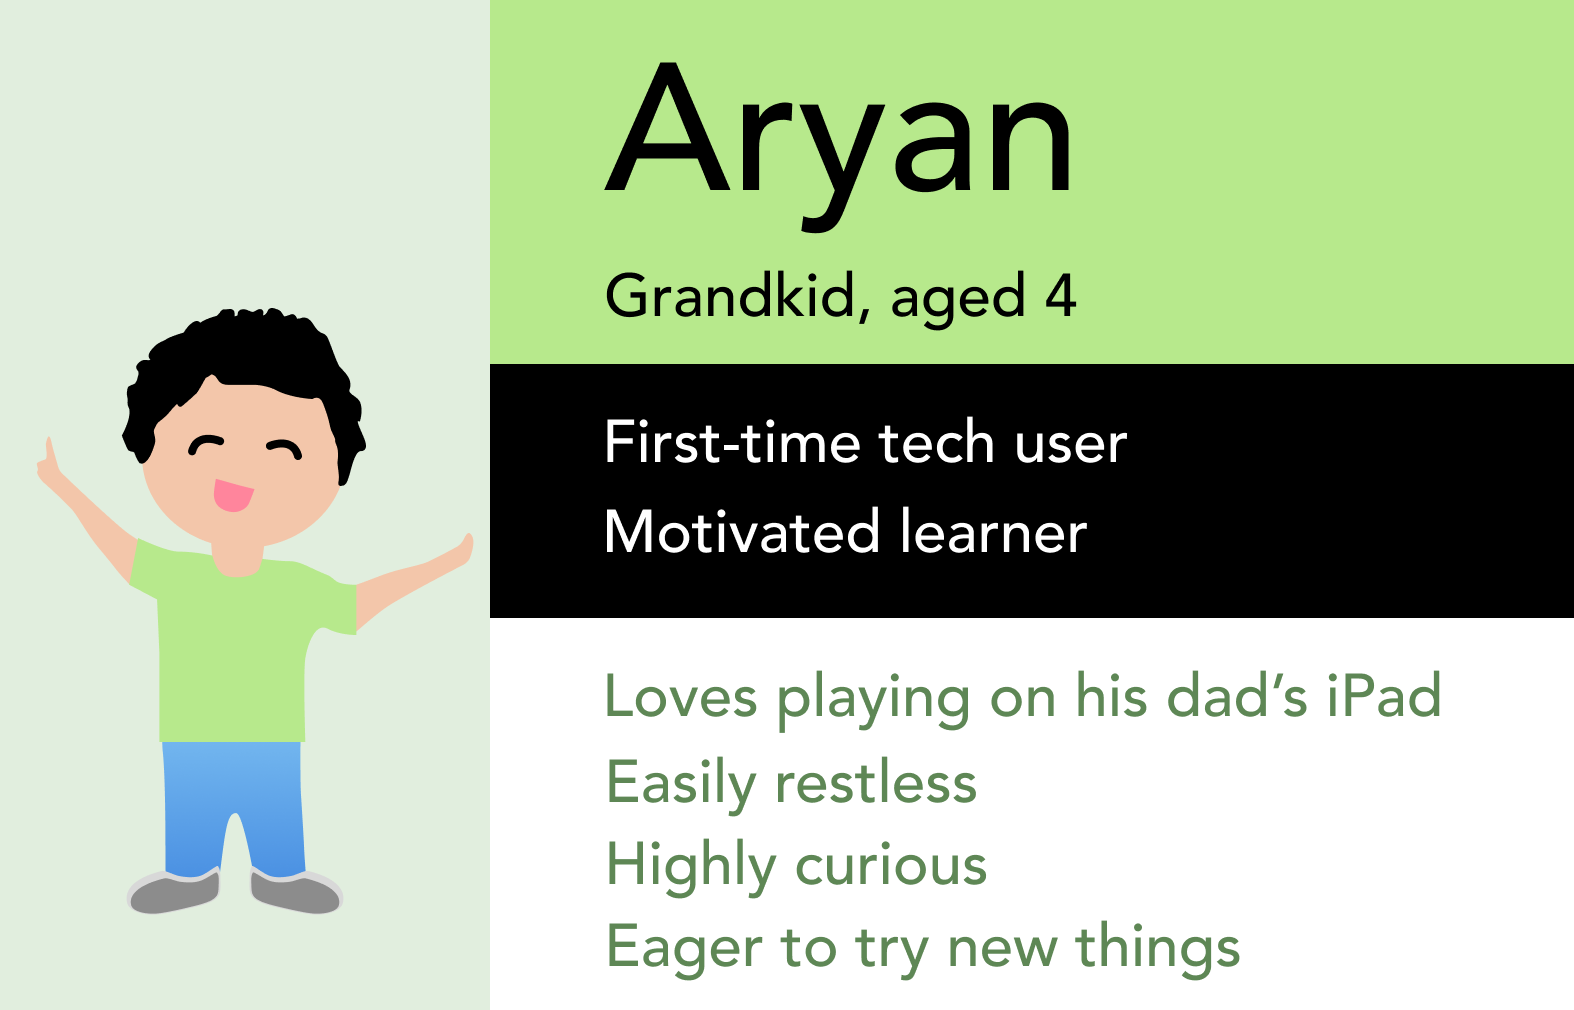 Aryan
Grandkid, aged 4
First-time tech user
Motivated learner
Loves playing on his dad’s iPad
Easily restless
Highly curious
Eager to try new things